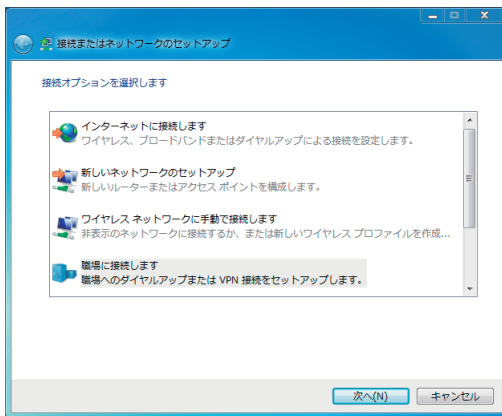 接続またはネットワークのセットアップ
接続オプションを選択します
インターネットに接続します
ワイヤレス、ブロードバンドまたはダイヤルアップによる接続を設定します。
新しいネットワークのセットアップ
新しいルーターまたはアクセス ポイントを構成します。
ワイヤレス ネットワークに手動で接続します
非表示のネットワークに接続するか、または新しいワイヤレス プロファイルを作成...
職場に接続します
職場へのダイヤルアップまたは VPN 接続をセットアップします。
次へ(N)
キャンセル